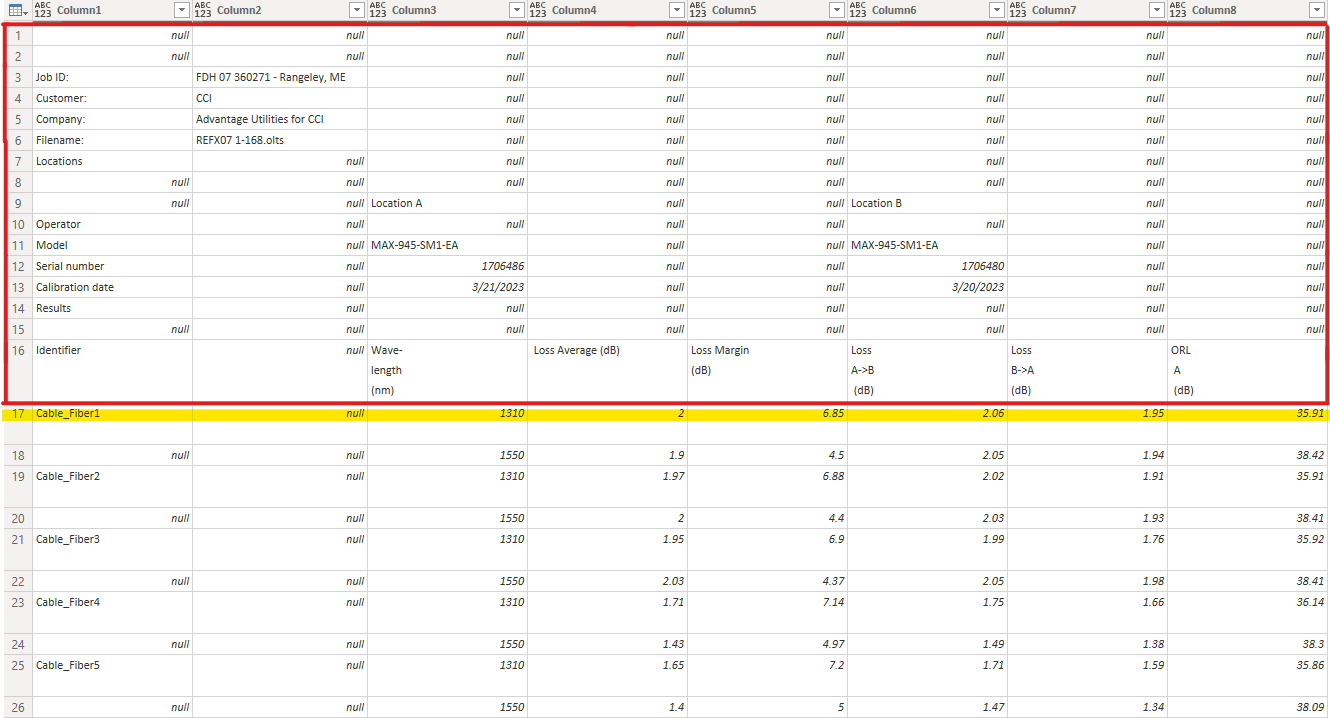 ABC 123 Column1 ABC 123 Column2 ABC 123 Column3 ABC 123 Column4 ABC 123 Column5 ABC 123 Column6 ABC 123 Column7 ABC 123 Column8
1 null null null null null null null null
2 null null null null null null null null
3 Job ID: FDH 07 360271 - Rangeley, ME null null null null null null
4 Customer: CCI null null null null null null
5 Company: Advantage Utilities for CCI null null null null null null
6 Filename: REFX07 1-168.olts null null null null null null
7 Locations null null null null null null null
8 null null null null null null null null
9 null null Location A null null Location B null null
10 Operator null null null null null null null
11 Model null MAX-945-SM1-EA null null MAX-945-SM1-EA null null
12 Serial number null 1706486 null null 1706480 null null
13 Calibration date null 3/21/2023 null null 3/20/2023 null null
14 Results null null null null null null null
15 null null null null null null null null
16 Identifier null Wave- Loss Average (dB) Loss Margin Loss Loss ORL
length (dB) A->B B->A A
(nm) (dB) (dB) (dB)
17 Cable_Fiber1 null 1310 2 6.85 2.06 1.95 35.91
18 null null 1550 1.9 4.5 2.05 1.94 38.42
19 Cable_Fiber2 null 1310 1.97 6.88 2.02 1.91 35.91
20 null null 1550 2 4.4 2.03 1.93 38.41
21 Cable_Fiber3 null 1310 1.95 6.9 1.99 1.76 35.92
22 null null 1550 2.03 4.37 2.05 1.98 38.41
23 Cable_Fiber4 null 1310 1.71 7.14 1.75 1.66 36.14
24 null null 1550 1.43 4.97 1.49 1.38 38.3
25 Cable_Fiber5 null 1310 1.65 7.2 1.71 1.59 35.86
26 null null 1550 1.4 5 1.47 1.34 38.09